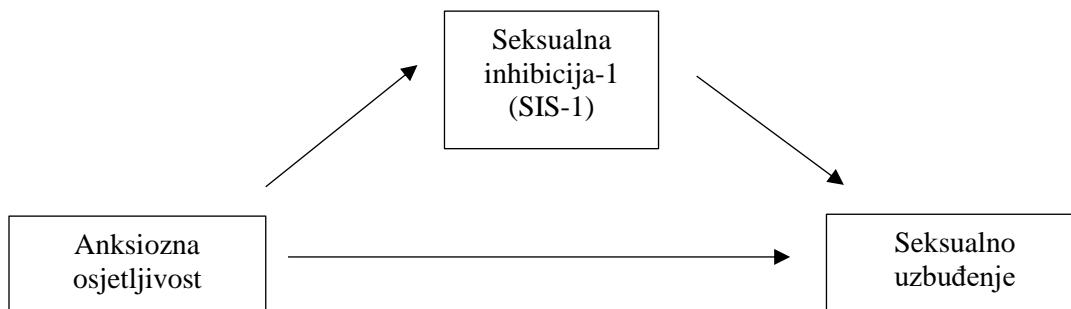 Seksualna
inhibicija-1
(SIS-1)
Anksiozna
osjetljivost
Seksualno
uzbuđenje